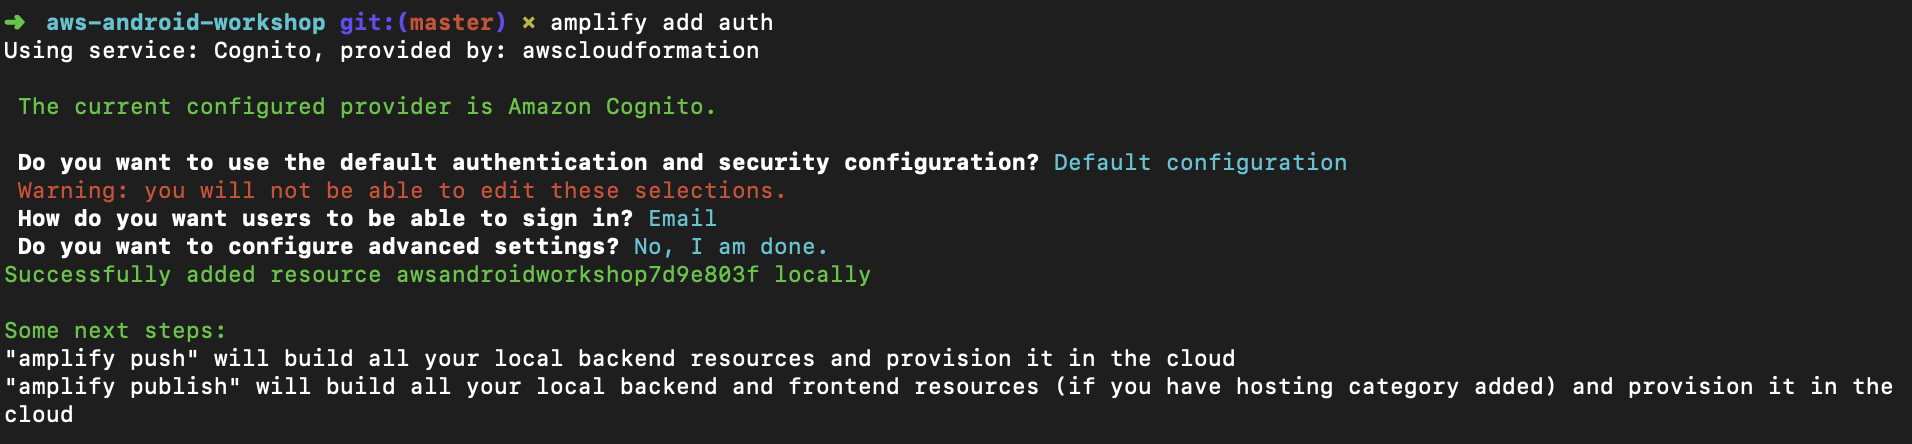 ➜ aws-android-workshop git:(master) ✗ amplify add auth
Using service: Cognito, provided by: awscloudformation
The current configured provider is Amazon Cognito.
Do you want to use the default authentication and security configuration? Default configuration
Warning: you will not be able to edit these selections.
How do you want users to be able to sign in? Email
Do you want to configure advanced settings? No, I am done.
Successfully added resource awsandroidworkshop7d9e803f locally
Some next steps:
"amplify push" will build all your local backend resources and provision it in the cloud
"amplify publish" will build all your local backend and frontend resources (if you have hosting category added) and provision it in the
cloud